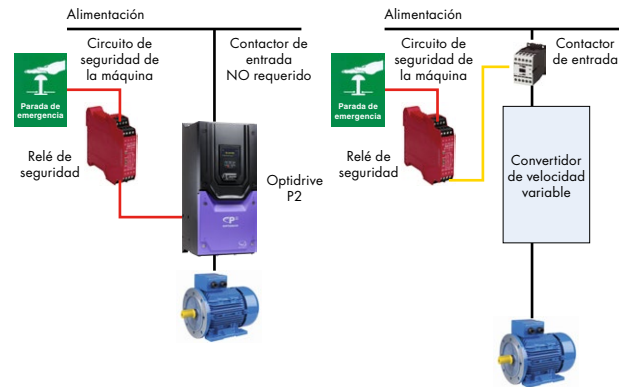 Alimentación
Circuito de
seguridad de
la máquina
Contactor
de entrada
NO requerido
Parada de
emergencia
Relé de
seguridad
Optidrive
P2
Alimentación
Circuito de
seguridad de
la máquina
Contactor
de entrada
Parada de
emergencia
Relé de
seguridad
Convertidor
de velocidad
variable